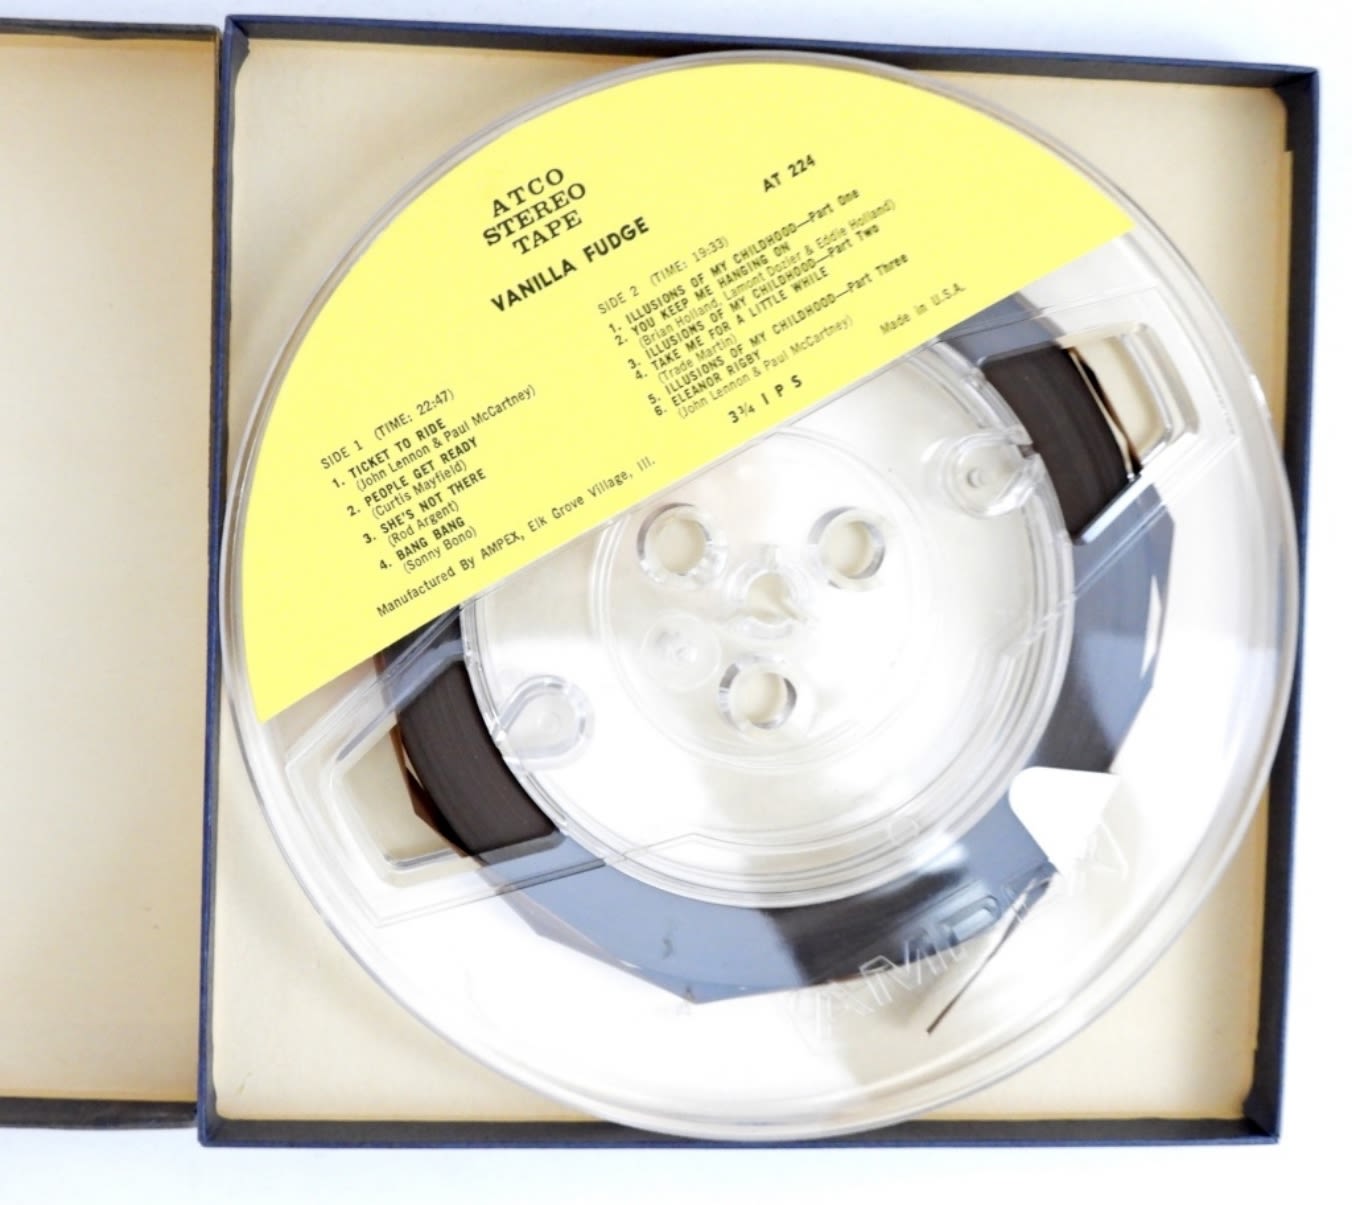 ATCO
STEREO
TAPE
VANILLA FUDGE
AT 224
SIDE 1 (TIME: 22:47)
1. TICKET TO RIDE
(John Lennon & Paul McCartney)
2. PEOPLE GET READY
(Curtis Mayfield)
3. SHE'S NOT THERE
(Rod Argent)
4. BANG BANG
(Sonny Bono)
SIDE 2 (TIME: 19:33)
1. ILLUSIONS OF MY CHILDHOOD—Part One
2. YOU KEEP ME HANGING ON
(Brian Holland, Lamont Dozier & Eddie Holland)
3. ILLUSIONS OF MY CHILDHOOD—Part Two
4. TAKE ME FOR A LITTLE WHILE
(Trade Martin)
5. ILLUSIONS OF MY CHILDHOOD—Part Three
6. ELEANOR RIGBY
(John Lennon & Paul McCartney)
3¾ I P S
Manufactured By AMPEX, Elk Grove Village, Ill.
Made in U.S.A.
AMPEX